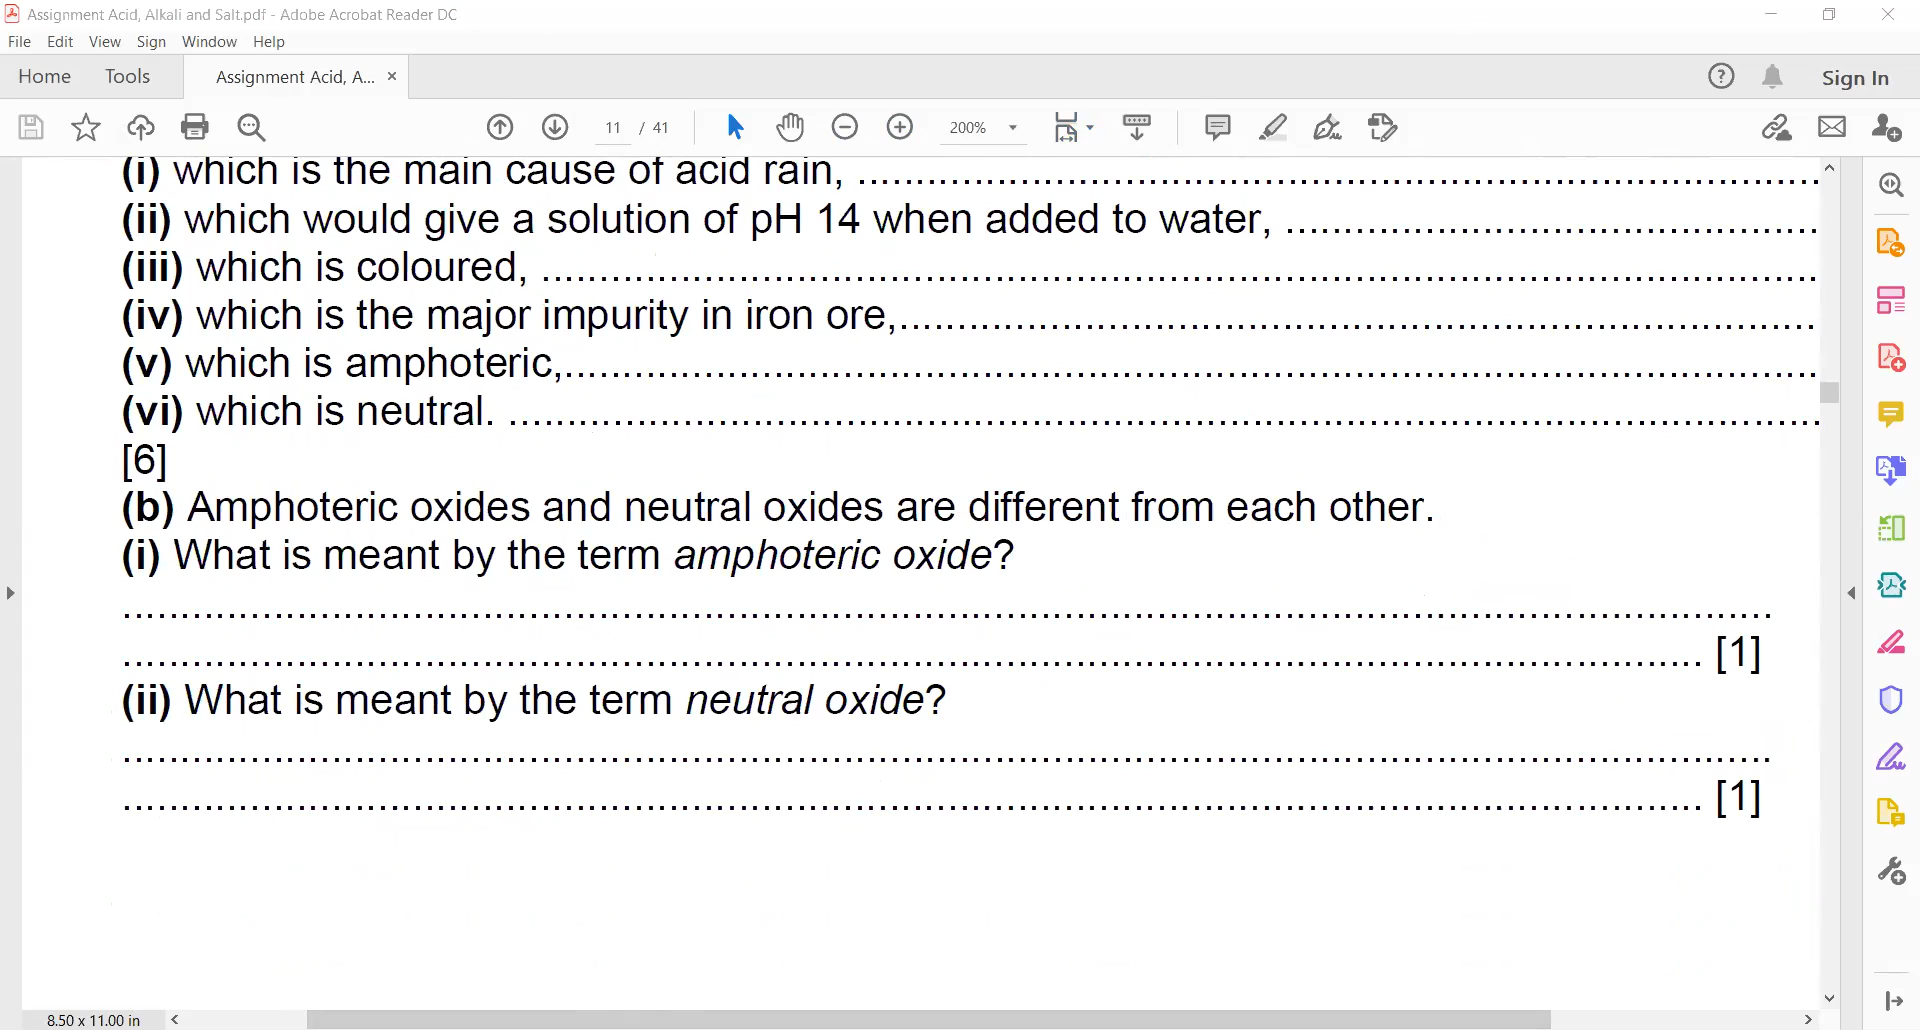 Assignment Acid, Alkali and Salt.pdf - Adobe Acrobat Reader DC
File Edit View Sign Window Help
Home Tools Assignment Acid, A... × Sign In
11 / 41 200%
(i) which is the main cause of acid rain, ..........................................................................................
(ii) which would give a solution of pH 14 when added to water, ..............................................
(iii) which is coloured, ...............................................................................................................
(iv) which is the major impurity in iron ore,................................................................................
(v) which is amphoteric,.............................................................................................................
(vi) which is neutral. ..................................................................................................................
[6]
(b) Amphoteric oxides and neutral oxides are different from each other.
(i) What is meant by the term amphoteric oxide?
..............................................................................................................................................
........................................................................................................................................ [1]
(ii) What is meant by the term neutral oxide?
..............................................................................................................................................
........................................................................................................................................ [1]
8.50 x 11.00 in